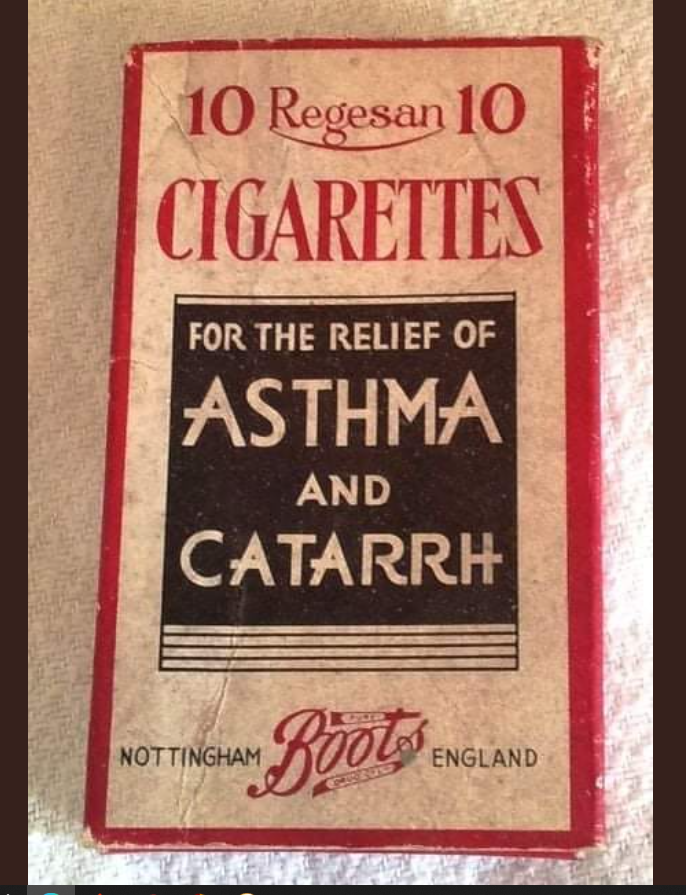 10 Regesan 10
CIGARETTES
FOR THE RELIEF OF
ASTHMA
AND
CATARRH
NOTTINGHAM Boots ENGLAND